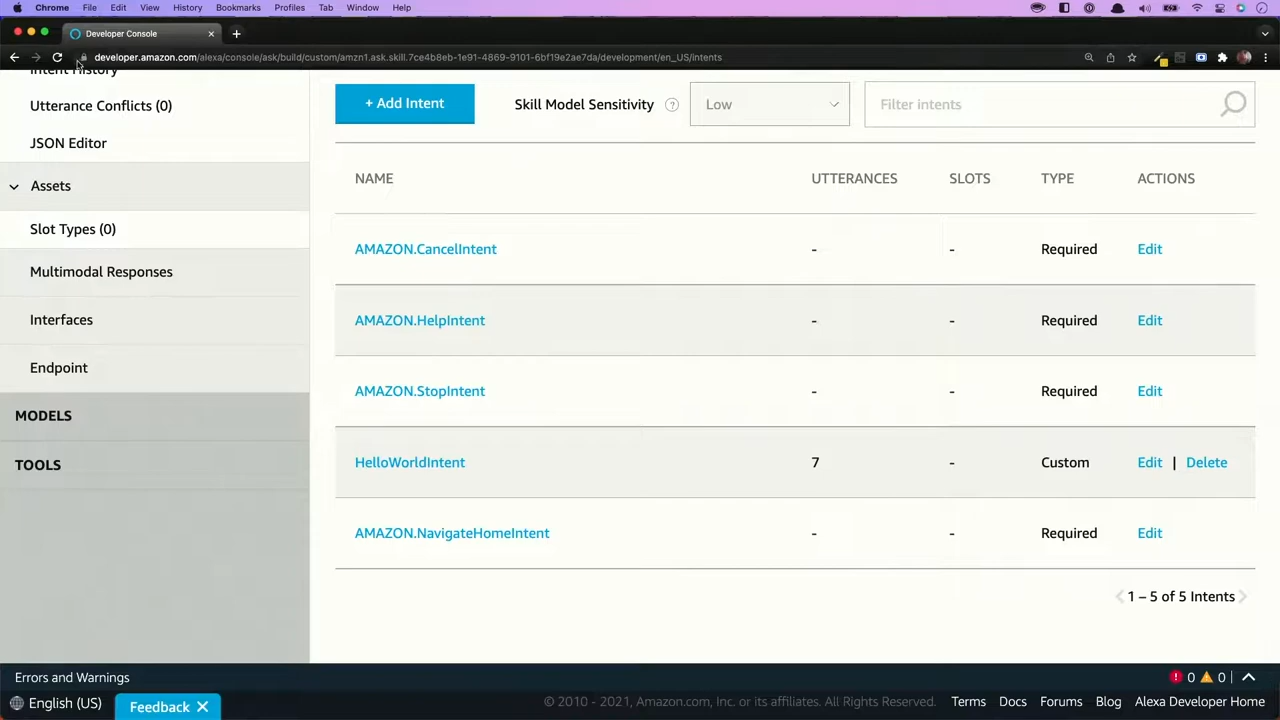 Chrome File Edit View History Bookmarks Profiles Tab Window Help
Developer Console
developer.amazon.com/alexa/console/ask/build/custom/amzn1.ask.skill.7ce4b8eb-1e91-4869-9101-6bf19e2ae7da/development/en_US/intents
Intent History
Utterance Conflicts (0)
JSON Editor
Assets
Slot Types (0)
Multimodal Responses
Interfaces
Endpoint
MODELS
TOOLS
+ Add Intent
Skill Model Sensitivity ?
Low
Filter intents
NAME UTTERANCES SLOTS TYPE ACTIONS
AMAZON.CancelIntent - - Required Edit
AMAZON.HelpIntent - - Required Edit
AMAZON.StopIntent - - Required Edit
HelloWorldIntent 7 - Custom Edit | Delete
AMAZON.NavigateHomeIntent - - Required Edit
1 – 5 of 5 Intents
Errors and Warnings
0 0
English (US)
Feedback
© 2010 - 2021, Amazon.com, Inc. or its affiliates. All Rights Reserved. Terms Docs Forums Blog Alexa Developer Home